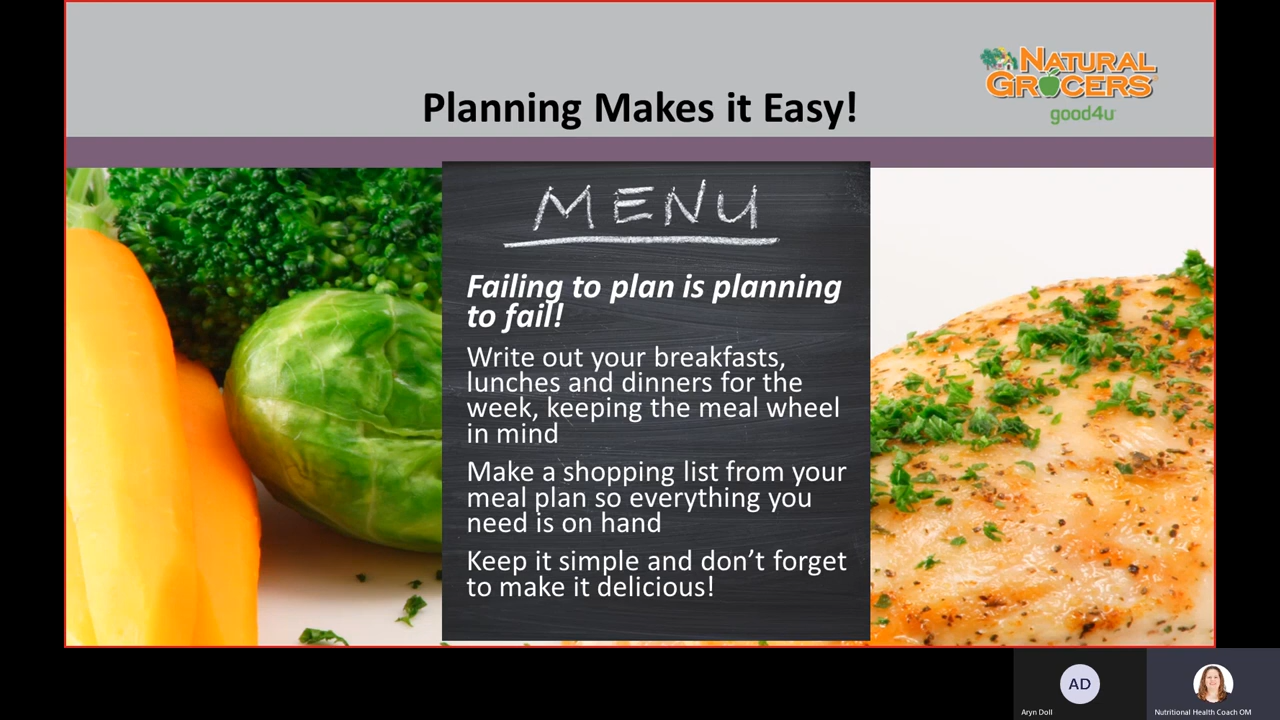 NATURAL
GROCERS
good4u
Planning Makes it Easy!
MENU
Failing to plan is planning
to fail!
Write out your breakfasts,
lunches and dinners for the
week, keeping the meal wheel
in mind
Make a shopping list from your
meal plan so everything you
need is on hand
Keep it simple and don’t forget
to make it delicious!
AD
Aryn Doll
Nutritional Health Coach OM